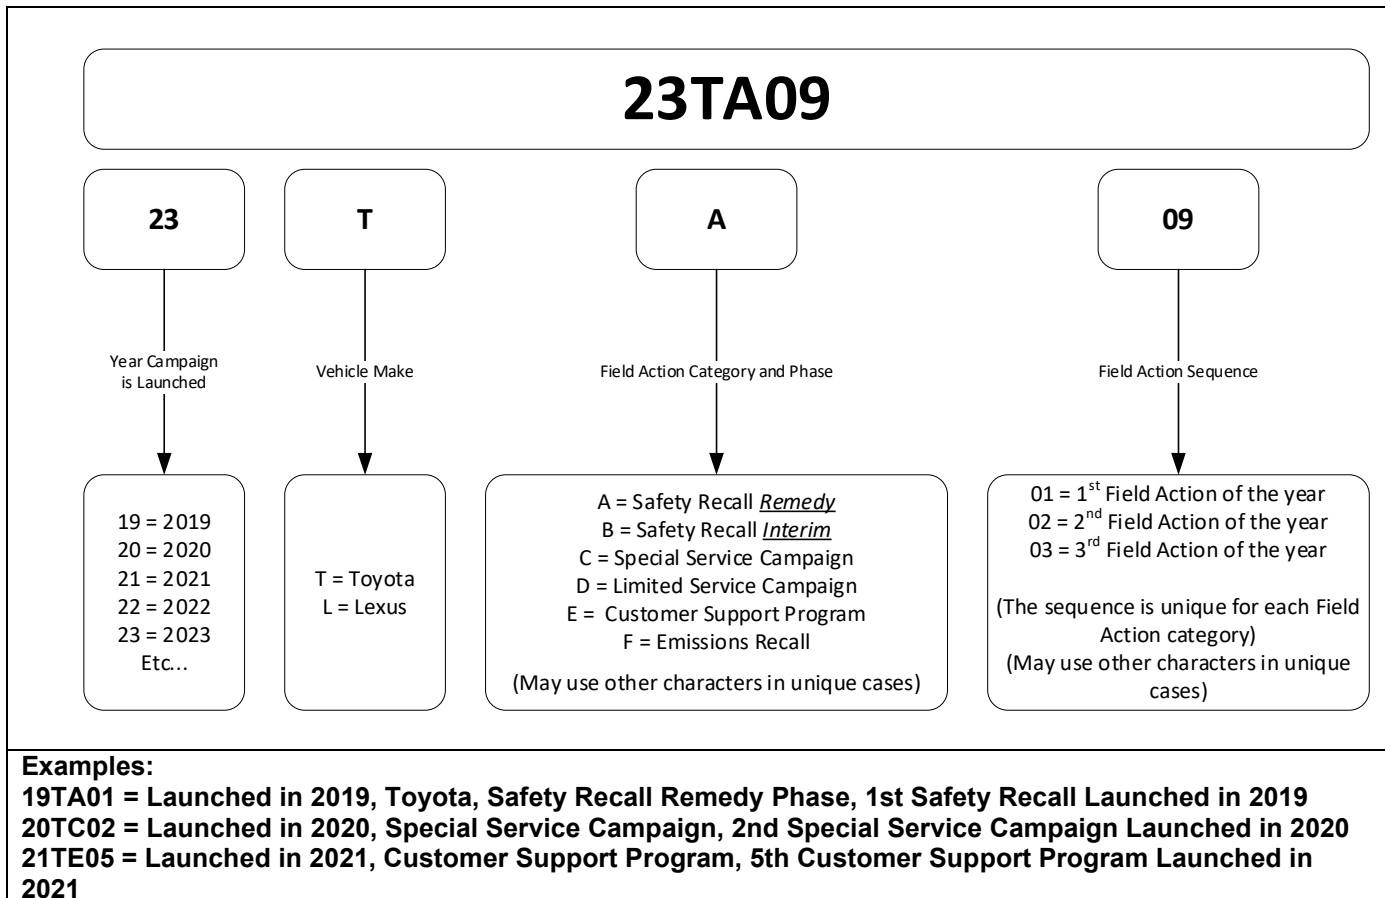 23TA09
23
T
A
09
Year Campaign
is Launched
Vehicle Make
Field Action Category and Phase
Field Action Sequence
19 = 2019
20 = 2020
21 = 2021
22 = 2022
23 = 2023
Etc...
T = Toyota
L = Lexus
A = Safety Recall Remedy
B = Safety Recall Interim
C = Special Service Campaign
D = Limited Service Campaign
E = Customer Support Program
F = Emissions Recall
(May use other characters in unique cases)
01 = 1st Field Action of the year
02 = 2nd Field Action of the year
03 = 3rd Field Action of the year
(The sequence is unique for each Field
Action category)
(May use other characters in unique
cases)
Examples:
19TA01 = Launched in 2019, Toyota, Safety Recall Remedy Phase, 1st Safety Recall Launched in 2019
20TC02 = Launched in 2020, Special Service Campaign, 2nd Special Service Campaign Launched in 2020
21TE05 = Launched in 2021, Customer Support Program, 5th Customer Support Program Launched in
2021